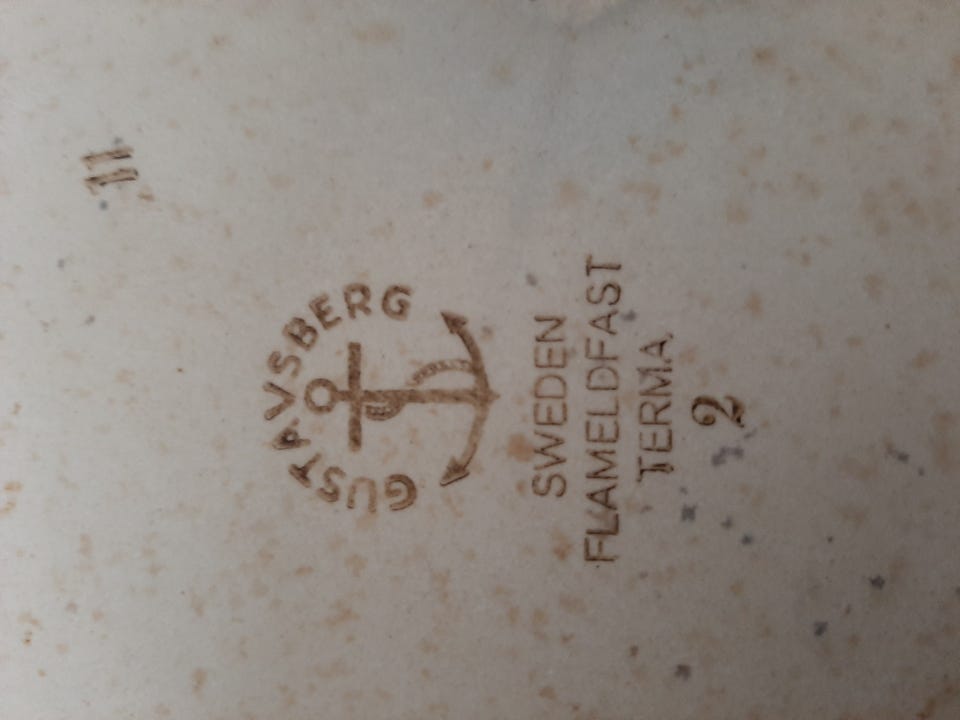 11
GUSTAVSBERG
SWEDEN
FLAMELDFAST
TERMA
2